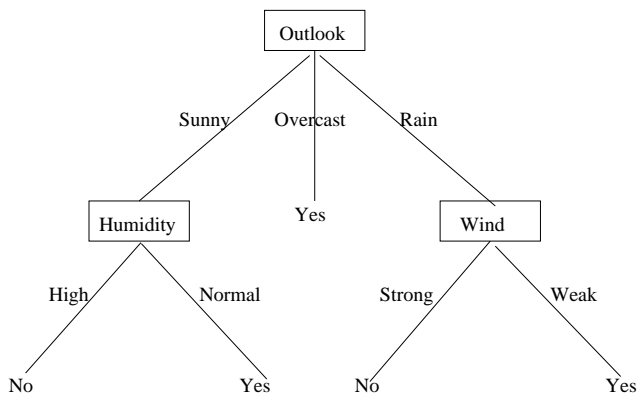 Outlook
Sunny Overcast Rain
Yes
Humidity Wind
High Normal Strong Weak
No Yes No Yes